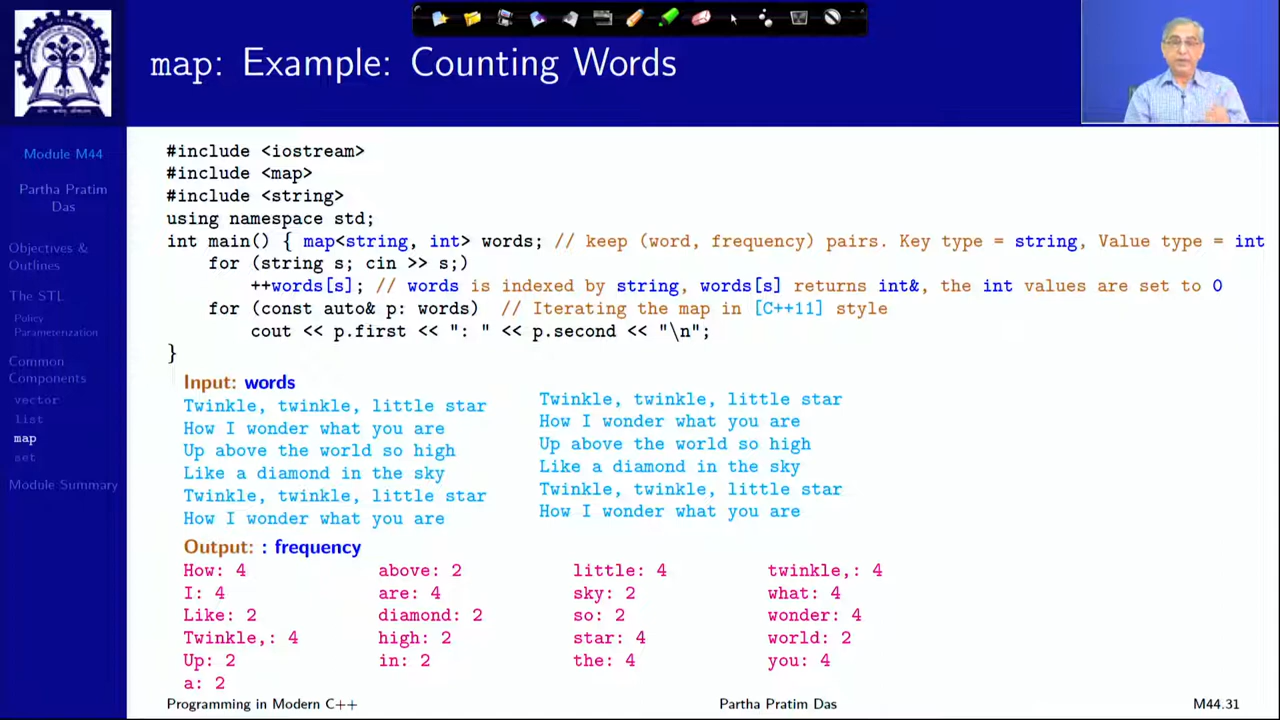 map: Example: Counting Words
Module M44
Partha Pratim
Das
Objectives &
Outlines
The STL
Policy
Parameterization
Common
Components
vector
list
map
set
Module Summary
#include <iostream>
#include <map>
#include <string>
using namespace std;
int main() { map<string, int> words; // keep (word, frequency) pairs. Key type = string, Value type = int
for (string s; cin >> s;)
++words[s]; // words is indexed by string, words[s] returns int&, the int values are set to 0
for (const auto& p: words) // Iterating the map in [C++11] style
cout << p.first << ": " << p.second << "\n";
}
Input: words
Twinkle, twinkle, little star
How I wonder what you are
Up above the world so high
Like a diamond in the sky
Twinkle, twinkle, little star
How I wonder what you are
Twinkle, twinkle, little star
How I wonder what you are
Up above the world so high
Like a diamond in the sky
Twinkle, twinkle, little star
How I wonder what you are
Output: : frequency
How: 4 above: 2 little: 4 twinkle,: 4
I: 4 are: 4 sky: 2 what: 4
Like: 2 diamond: 2 so: 2 wonder: 4
Twinkle,: 4 high: 2 star: 4 world: 2
Up: 2 in: 2 the: 4 you: 4
a: 2
Programming in Modern C++ Partha Pratim Das M44.31